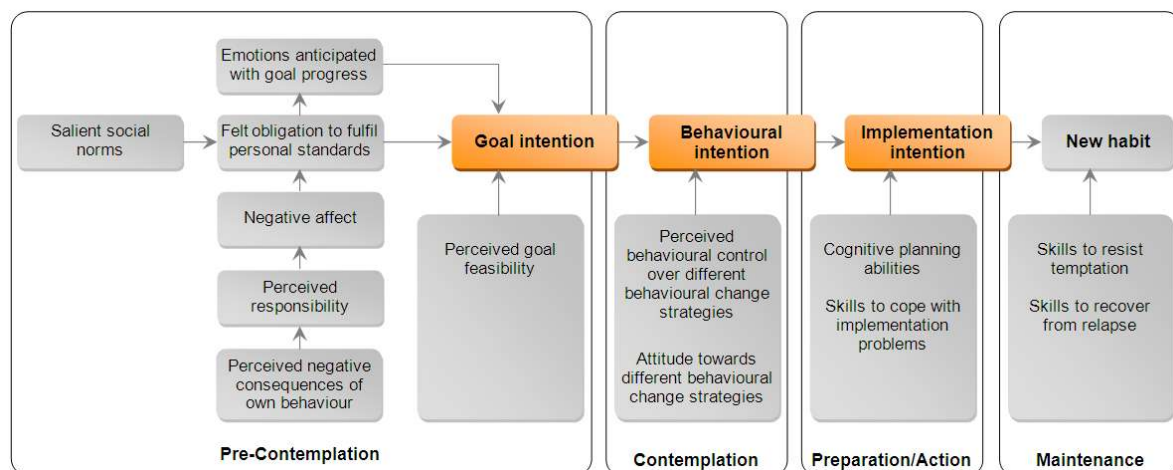 Emotions anticipated
with goal progress
Salient social
norms
Felt obligation to fulfil
personal standards
Goal intention
Behavioural
intention
Implementation
intention
New habit
Negative affect
Perceived
responsibility
Perceived negative
consequences of
own behaviour
Perceived goal
feasibility
Perceived
behavioural control
over different
behavioural change
strategies
Attitude towards
different behavioural
change strategies
Cognitive planning
abilities
Skills to cope with
implementation
problems
Skills to resist
temptation
Skills to recover
from relapse
Pre-Contemplation
Contemplation
Preparation/Action
Maintenance